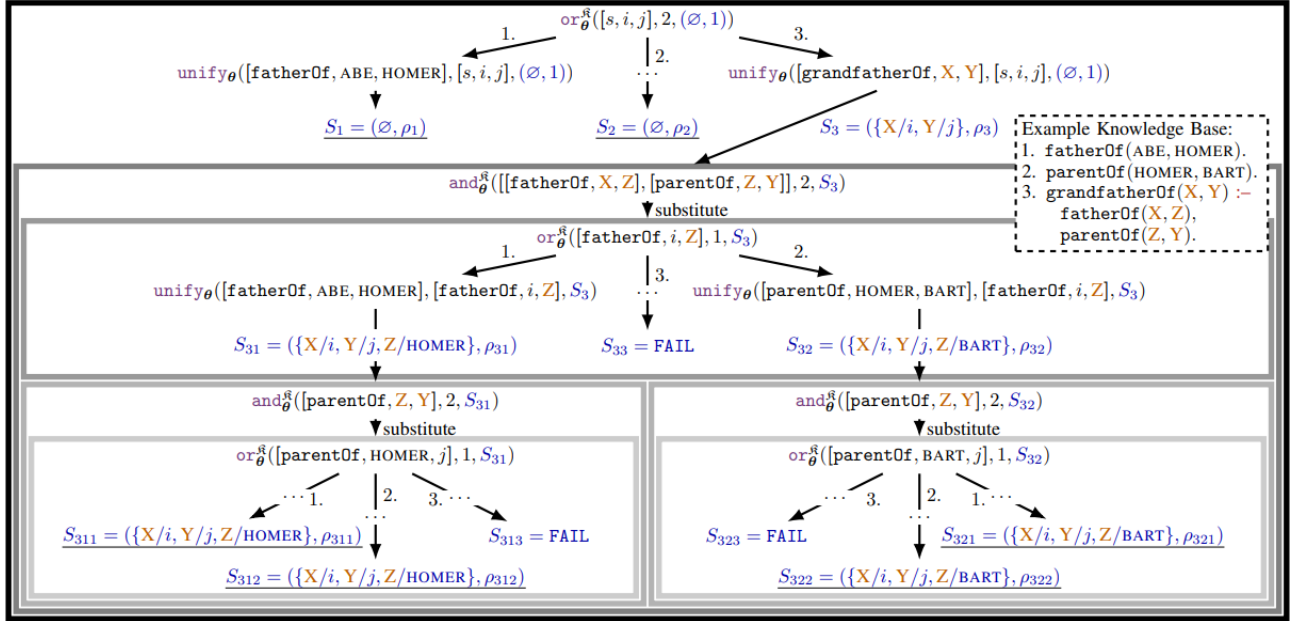 or^𝔎_θ([s, i, j], 2, (∅, 1))
1. 2. 3.
unify_θ([fatherOf, ABE, HOMER], [s, i, j], (∅, 1)) ... unify_θ([grandfatherOf, X, Y], [s, i, j], (∅, 1))
S_1 = (∅, ρ_1) S_2 = (∅, ρ_2) S_3 = ({X/i, Y/j}, ρ_3)
Example Knowledge Base:
1. fatherOf(ABE, HOMER).
2. parentOf(HOMER, BART).
3. grandfatherOf(X, Y) :–
fatherOf(X, Z),
parentOf(Z, Y).
and^𝔎_θ([[fatherOf, X, Z], [parentOf, Z, Y]], 2, S_3)
substitute
or^𝔎_θ([fatherOf, i, Z], 1, S_3)
1. 3. 2.
unify_θ([fatherOf, ABE, HOMER], [fatherOf, i, Z], S_3) ... unify_θ([parentOf, HOMER, BART], [fatherOf, i, Z], S_3)
S_31 = ({X/i, Y/j, Z/HOMER}, ρ_31) S_33 = FAIL S_32 = ({X/i, Y/j, Z/BART}, ρ_32)
and^𝔎_θ([parentOf, Z, Y], 2, S_31) and^𝔎_θ([parentOf, Z, Y], 2, S_32)
substitute substitute
or^𝔎_θ([parentOf, HOMER, j], 1, S_31) or^𝔎_θ([parentOf, BART, j], 1, S_32)
... 1. 2. ... 3. ... ... 3. 2. ... 1. ...
S_311 = ({X/i, Y/j, Z/HOMER}, ρ_311) S_313 = FAIL S_323 = FAIL S_321 = ({X/i, Y/j, Z/BART}, ρ_321)
S_312 = ({X/i, Y/j, Z/HOMER}, ρ_312) S_322 = ({X/i, Y/j, Z/BART}, ρ_322)